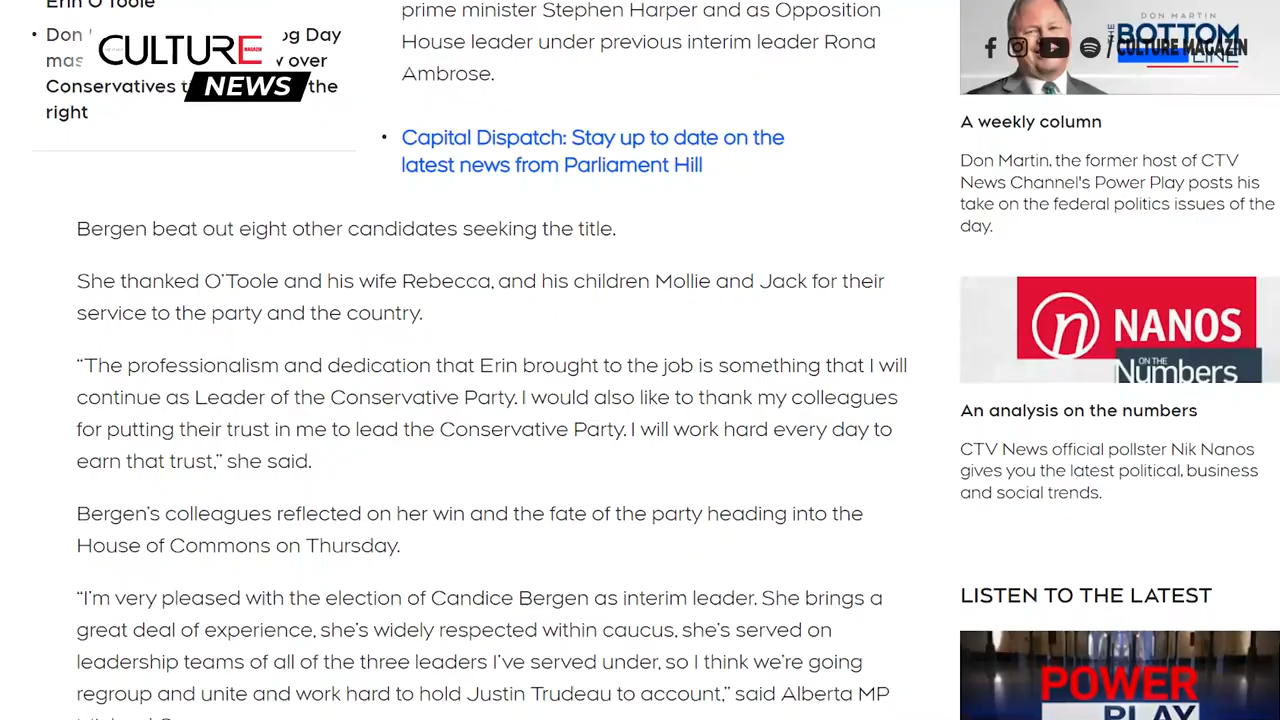 Erin O'Toole
• Don
og Day
mas
w over
Conservatives t
the
right
CULTURE
MAGAZIN
NEWS
prime minister Stephen Harper and as Opposition
House leader under previous interim leader Rona
Ambrose.
• Capital Dispatch: Stay up to date on the
latest news from Parliament Hill
Bergen beat out eight other candidates seeking the title.
She thanked O'Toole and his wife Rebecca, and his children Mollie and Jack for their
service to the party and the country.
“The professionalism and dedication that Erin brought to the job is something that I will
continue as Leader of the Conservative Party. I would also like to thank my colleagues
for putting their trust in me to lead the Conservative Party. I will work hard every day to
earn that trust,” she said.
Bergen’s colleagues reflected on her win and the fate of the party heading into the
House of Commons on Thursday.
“I’m very pleased with the election of Candice Bergen as interim leader. She brings a
great deal of experience, she’s widely respected within caucus, she’s served on
leadership teams of all of the three leaders I’ve served under, so I think we’re going
regroup and unite and work hard to hold Justin Trudeau to account,” said Alberta MP
DON MARTIN
THE BOTTOM
LINE
/ CULTURE MAGAZIN
A weekly column
Don Martin, the former host of CTV
News Channel's Power Play posts his
take on the federal politics issues of the
day.
n NANOS
ON THE
Numbers
An analysis on the numbers
CTV News official pollster Nik Nanos
gives you the latest political, business
and social trends.
LISTEN TO THE LATEST
POWER
PLAY